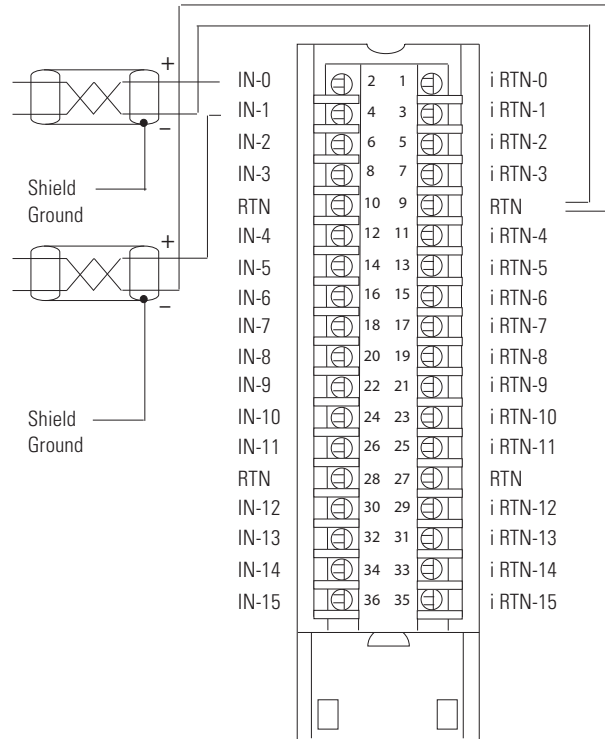 +
IN-0 2 1 i RTN-0
IN-1 4 3 i RTN-1
–
IN-2 6 5 i RTN-2
IN-3 8 7 i RTN-3
Shield
Ground
RTN 10 9 RTN
+
IN-4 12 11 i RTN-4
IN-5 14 13 i RTN-5
–
IN-6 16 15 i RTN-6
IN-7 18 17 i RTN-7
IN-8 20 19 i RTN-8
IN-9 22 21 i RTN-9
Shield
Ground
IN-10 24 23 i RTN-10
IN-11 26 25 i RTN-11
RTN 28 27 RTN
IN-12 30 29 i RTN-12
IN-13 32 31 i RTN-13
IN-14 34 33 i RTN-14
IN-15 36 35 i RTN-15